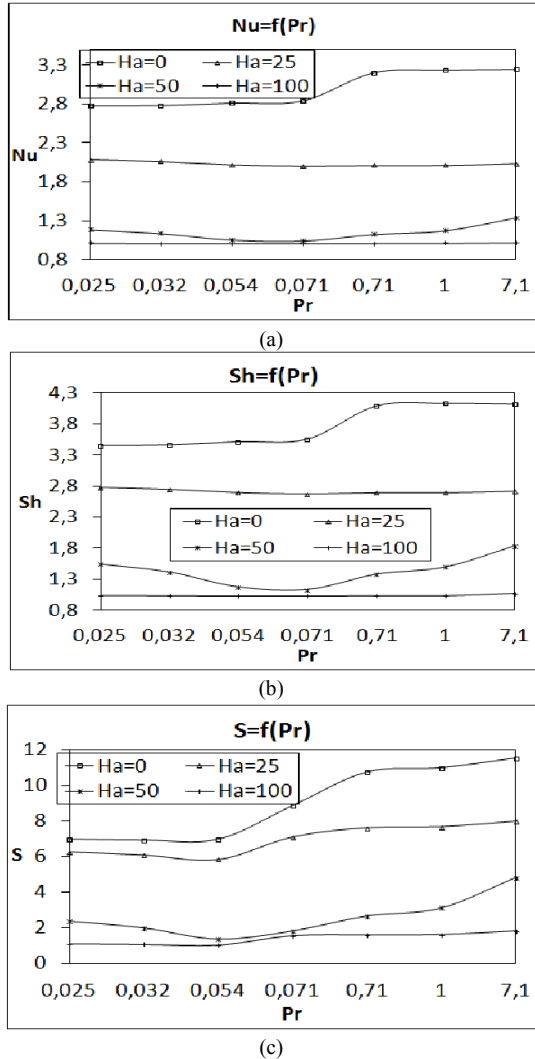 Nu=f(Pr)
Ha=0 Ha=25
Ha=50 Ha=100
3,3
2,8
2,3
Nu
1,8
1,3
0,8
0,025 0,032 0,054 0,071 0,71 1 7,1
Pr
(a)
Sh=f(Pr)
4,3
3,8
3,3
2,8
Sh
2,3
1,8
1,3
0,8
Ha=0 Ha=25
Ha=50 Ha=100
0,025 0,032 0,054 0,071 0,71 1 7,1
Pr
(b)
S=f(Pr)
12
10
8
6
S
4
2
0
Ha=0 Ha=25
Ha=50 Ha=100
0,025 0,032 0,054 0,071 0,71 1 7,1
Pr
(c)